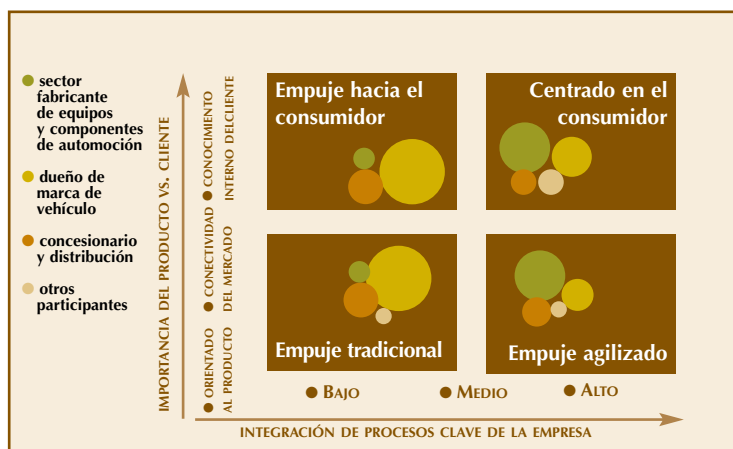 sector
fabricante
de equipos
y componentes
de automoción
dueño de
marca de
vehículo
concesionario
y distribución
otros
participantes
IMPORTANCIA DEL PRODUCTO VS. CLIENTE
ORIENTADO
AL PRODUCTO
CONECTIVIDAD
DEL MERCADO
CONOCIMIENTO
INTERNO DELCLIENTE
Empuje hacia el
consumidor
Centrado en el
consumidor
Empuje tradicional
Empuje agilizado
BAJO
MEDIO
ALTO
INTEGRACIÓN DE PROCESOS CLAVE DE LA EMPRESA